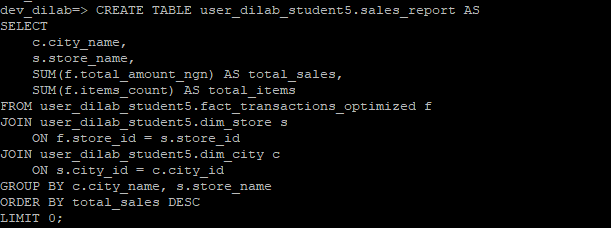 dev_dilab=> CREATE TABLE user_dilab_student5.sales_report AS
SELECT
    c.city_name,
    s.store_name,
    SUM(f.total_amount_ngn) AS total_sales,
    SUM(f.items_count) AS total_items
FROM user_dilab_student5.fact_transactions_optimized f
JOIN user_dilab_student5.dim_store s
    ON f.store_id = s.store_id
JOIN user_dilab_student5.dim_city c
    ON s.city_id = c.city_id
GROUP BY c.city_name, s.store_name
ORDER BY total_sales DESC
LIMIT 0;